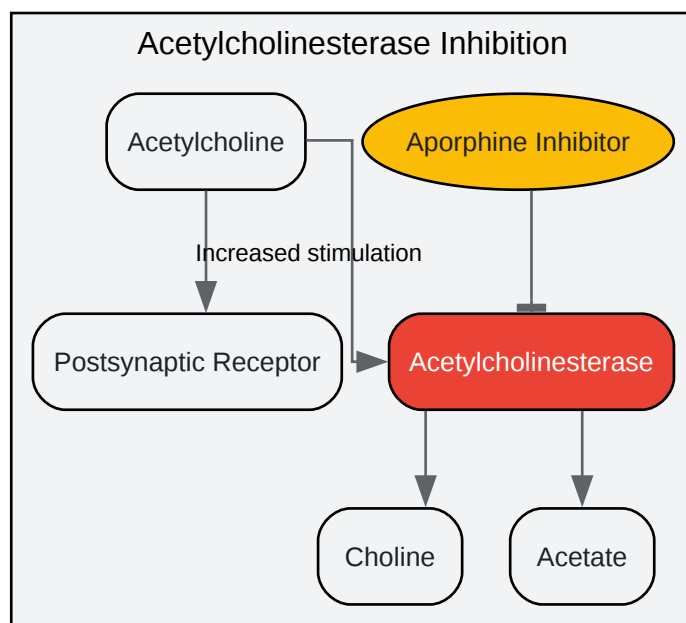 Acetylcholinesterase Inhibition
Acetylcholine
Aporphine Inhibitor
Increased stimulation
Postsynaptic Receptor
Acetylcholinesterase
Choline
Acetate